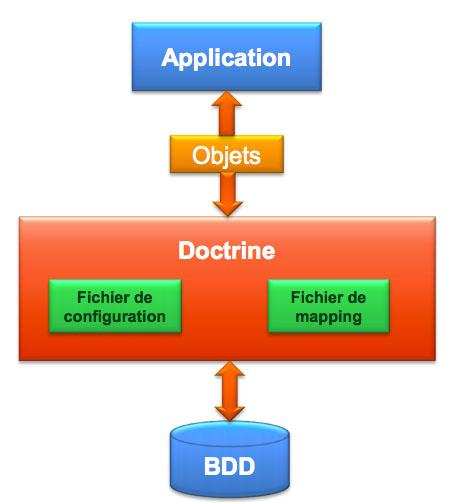 Application
Objets
Doctrine
Fichier de
configuration
Fichier de
mapping
BDD